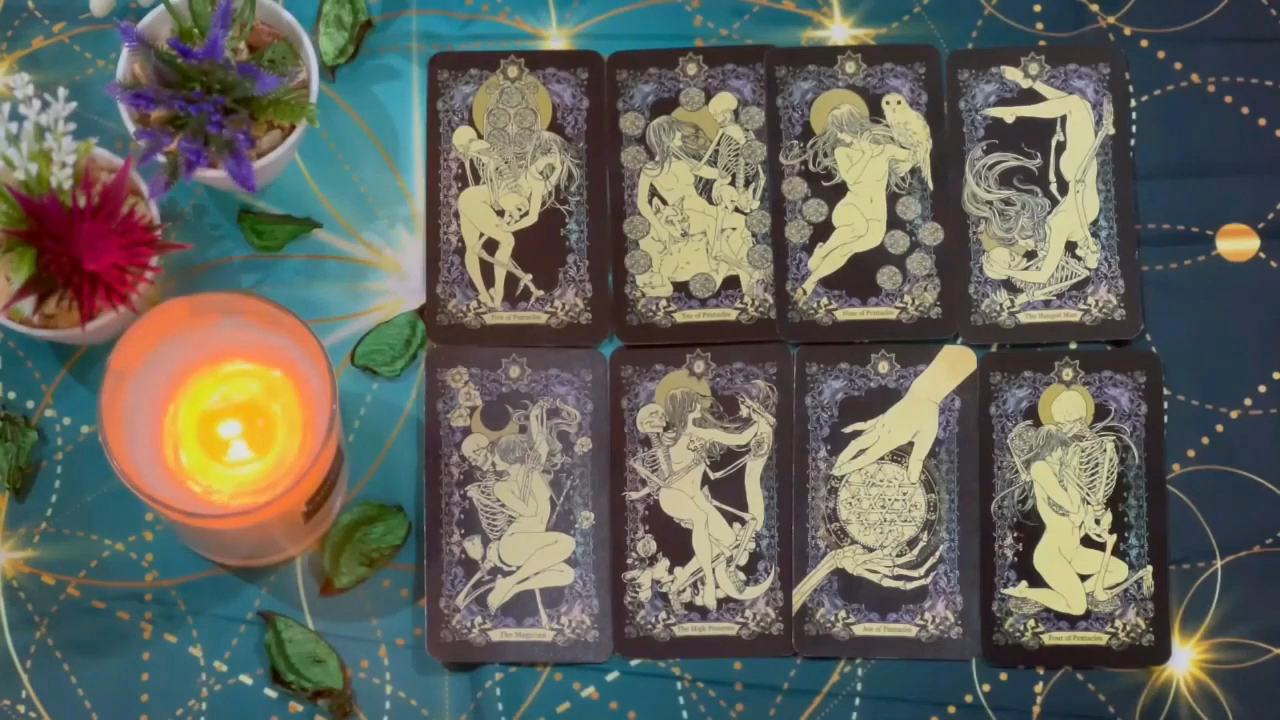 Five of Pentacles
Ten of Pentacles
Nine of Pentacles
The Hanged Man
The Magician
The High Priestess
Ace of Pentacles
Four of Pentacles